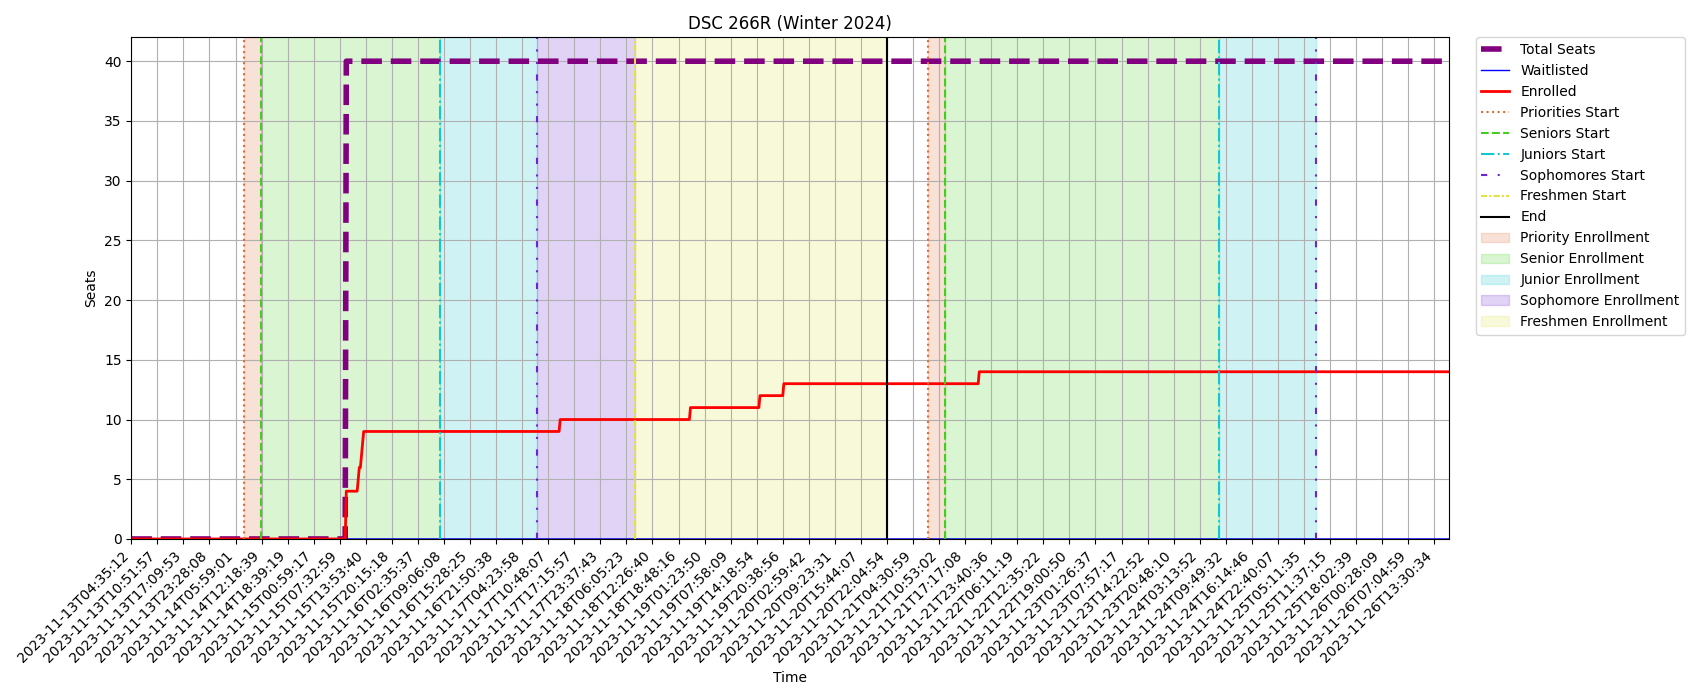 DSC 266R (Winter 2024)
Seats
40
35
30
25
20
15
10
5
0
2023-11-13T04:35:12
2023-11-13T10:51:57
2023-11-13T17:09:53
2023-11-13T23:28:08
2023-11-14T05:59:01
2023-11-14T12:18:39
2023-11-14T18:39:19
2023-11-15T00:59:17
2023-11-15T07:32:59
2023-11-15T13:53:40
2023-11-15T20:15:18
2023-11-16T02:35:37
2023-11-16T09:06:08
2023-11-16T15:28:25
2023-11-16T21:50:38
2023-11-17T04:23:58
2023-11-17T10:48:07
2023-11-17T17:15:57
2023-11-17T23:37:43
2023-11-18T06:05:23
2023-11-18T12:26:40
2023-11-18T18:48:16
2023-11-19T01:23:50
2023-11-19T07:58:09
2023-11-19T14:18:54
2023-11-19T20:38:56
2023-11-20T02:59:42
2023-11-20T09:23:31
2023-11-20T15:44:07
2023-11-20T22:04:54
2023-11-21T04:30:59
2023-11-21T10:53:02
2023-11-21T17:17:08
2023-11-21T23:40:36
2023-11-22T06:11:19
2023-11-22T12:35:22
2023-11-22T19:00:50
2023-11-23T01:26:37
2023-11-23T07:57:17
2023-11-23T14:22:52
2023-11-23T20:48:10
2023-11-24T03:13:52
2023-11-24T09:49:32
2023-11-24T16:14:46
2023-11-24T22:40:07
2023-11-25T05:11:35
2023-11-25T11:37:15
2023-11-25T18:02:39
2023-11-26T00:28:09
2023-11-26T07:04:59
2023-11-26T13:30:34
Time
Total Seats
Waitlisted
Enrolled
Priorities Start
Seniors Start
Juniors Start
Sophomores Start
Freshmen Start
End
Priority Enrollment
Senior Enrollment
Junior Enrollment
Sophomore Enrollment
Freshmen Enrollment